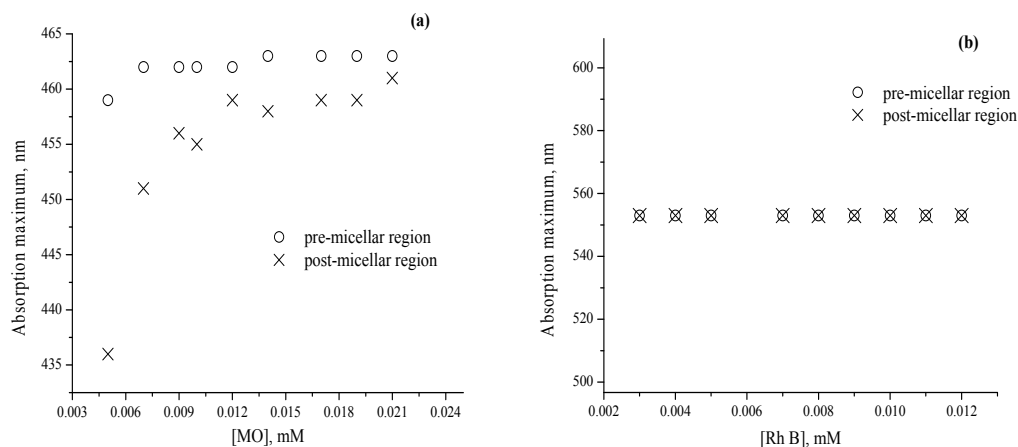 (a)
465
460
455
450
445
440
435
0.003 0.006 0.009 0.012 0.015 0.018 0.021 0.024
Absorption maximum, nm
[MO], mM
pre-micellar region
post-micellar region
(b)
600
580
560
540
520
500
0.002 0.004 0.006 0.008 0.010 0.012
Absorption maximum, nm
[Rh B], mM
pre-micellar region
post-micellar region